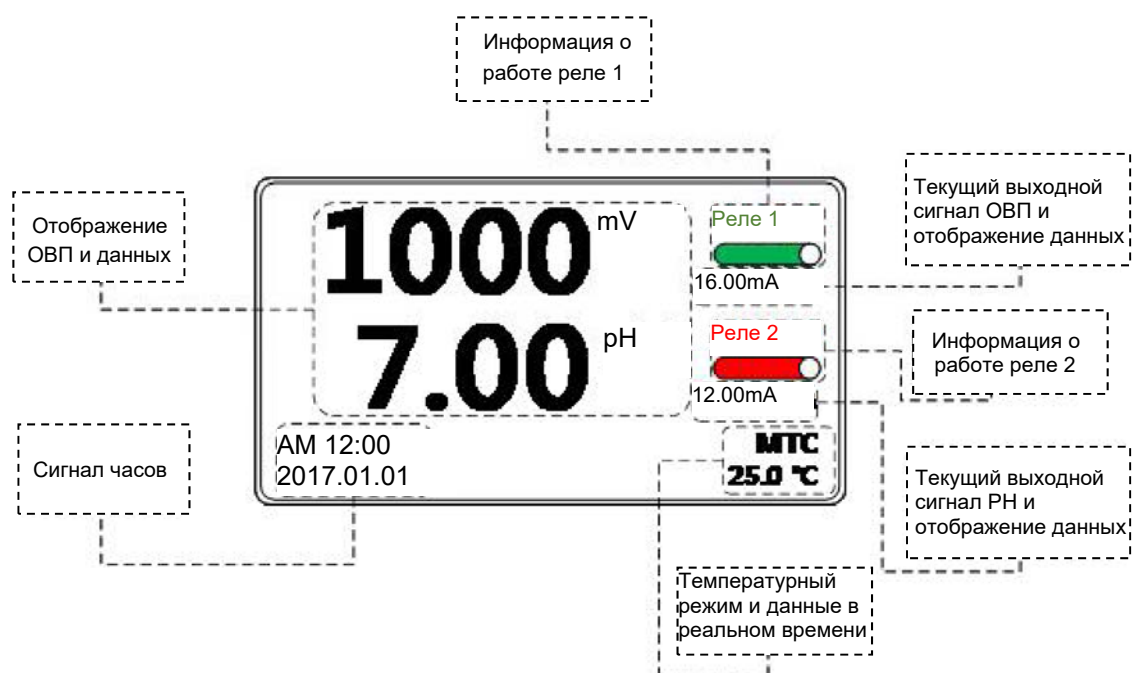 Информация о
работе реле 1
Отображение
ОВП и данных
1000 mV
7.00 pH
Реле 1
16.00mA
Реле 2
12.00mA
AM 12:00
2017.01.01
MTC
25.0 ℃
Текущий выходной
сигнал ОВП и
отображение данных
Информация о
работе реле 2
Сигнал часов
Текущий выходной
сигнал PH и
отображение данных
Температурный
режим и данные в
реальном времени